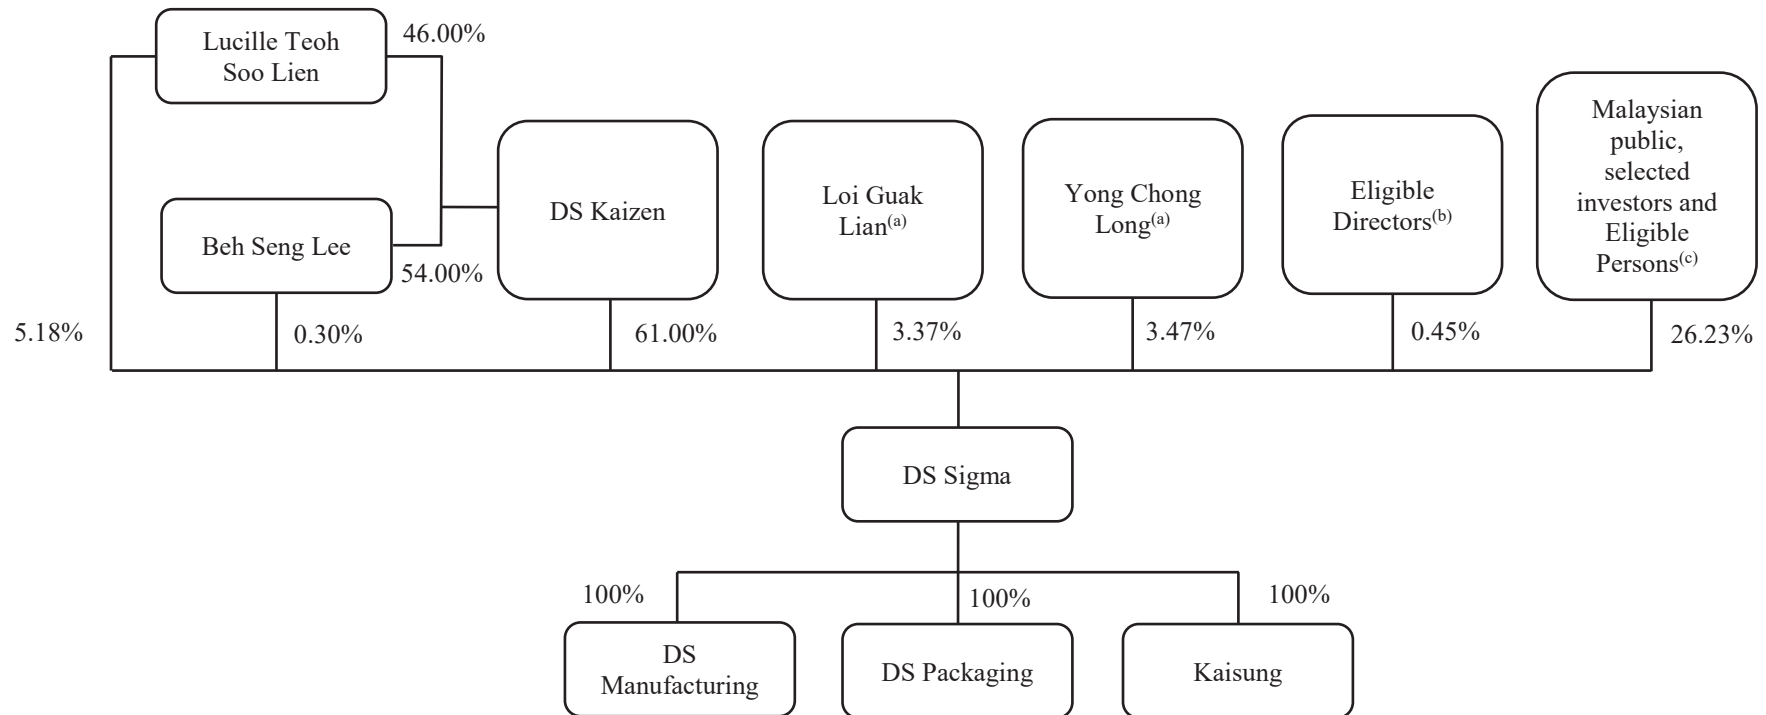 Lucille Teoh
Soo Lien
46.00%
Beh Seng Lee
54.00%
DS Kaizen
Loi Guak
Lian(a)
Yong Chong
Long(a)
Eligible
Directors(b)
Malaysian
public,
selected
investors and
Eligible
Persons(c)
5.18%
0.30%
61.00%
3.37%
3.47%
0.45%
26.23%
DS Sigma
100%
100%
100%
DS
Manufacturing
DS Packaging
Kaisung